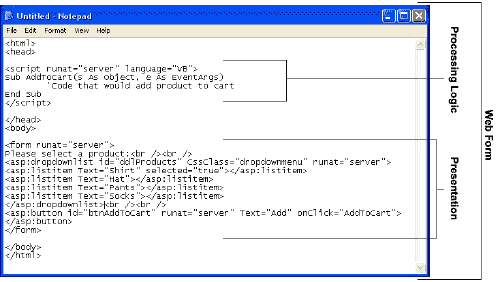 Untitled - Notepad
File Edit Format View Help
<html>
<head>
<script runat="server" language="VB">
Sub AddToCart(s As Object, e As EventArgs)
'Code that would add product to cart
End Sub
</script>
</head>
<body>
<form runat="server">
Please select a product:<br /><br />
<asp:dropdownlist id="ddlProducts" CssClass="dropdownmenu" runat="server">
<asp:listitem Text="Shirt" selected="true"></asp:listitem>
<asp:listitem Text="Hat"></asp:listitem>
<asp:listitem Text="Pants"></asp:listitem>
<asp:listitem Text="Socks"></asp:listitem>
</asp:dropdownlist><br /><br />
<asp:button id="btnAddToCart" runat="server" Text="Add" onClick="AddToCart">
</asp:button>
</form>
</body>
</html>
Processing Logic
Presentation
Web Form